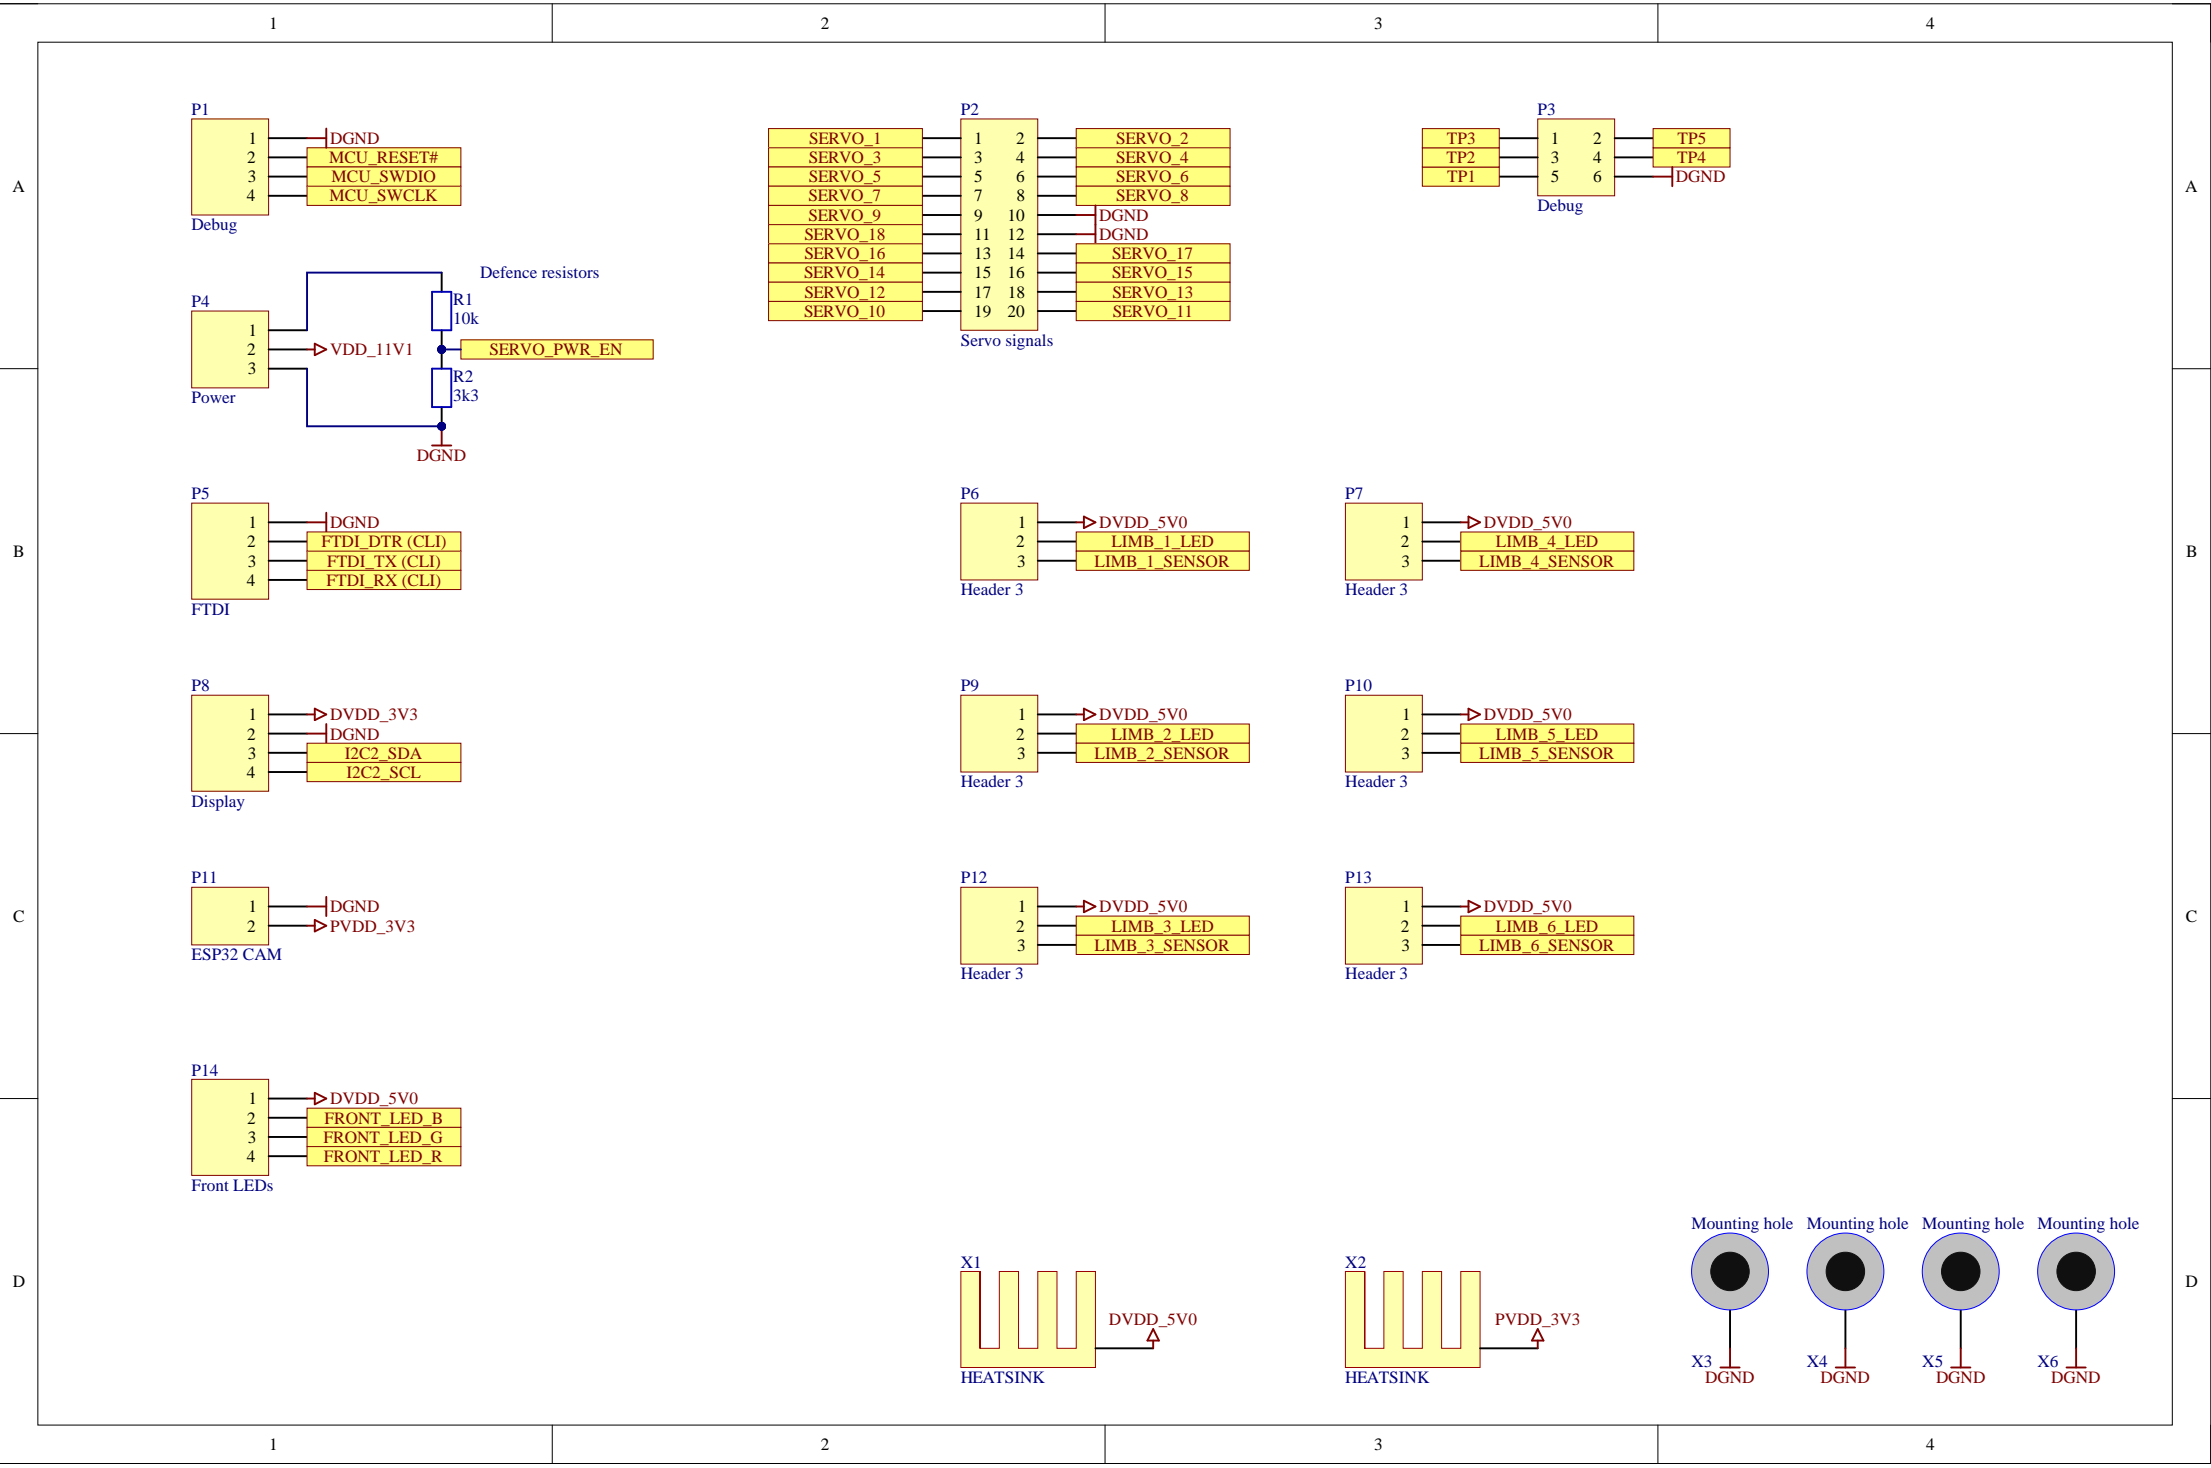 1 2 3 4
A
B
C
D
P1
1 DGND
2 MCU_RESET#
3 MCU_SWDIO
4 MCU_SWCLK
Debug
P2
SERVO_1 1 2 SERVO_2
SERVO_3 3 4 SERVO_4
SERVO_5 5 6 SERVO_6
SERVO_7 7 8 SERVO_8
SERVO_9 9 10 DGND
SERVO_18 11 12 DGND
SERVO_16 13 14 SERVO_17
SERVO_14 15 16 SERVO_15
SERVO_12 17 18 SERVO_13
SERVO_10 19 20 SERVO_11
Servo signals
P3
TP3 1 2 TP5
TP2 3 4 TP4
TP1 5 6 DGND
Debug
Defence resistors
P4
1
2 VDD_11V1
3
Power
R1
10k
SERVO_PWR_EN
R2
3k3
DGND
P5
1 DGND
2 FTDI_DTR (CLI)
3 FTDI_TX (CLI)
4 FTDI_RX (CLI)
FTDI
P6
1 DVDD_5V0
2 LIMB_1_LED
3 LIMB_1_SENSOR
Header 3
P7
1 DVDD_5V0
2 LIMB_4_LED
3 LIMB_4_SENSOR
Header 3
P8
1 DVDD_3V3
2 DGND
3 I2C2_SDA
4 I2C2_SCL
Display
P9
1 DVDD_5V0
2 LIMB_2_LED
3 LIMB_2_SENSOR
Header 3
P10
1 DVDD_5V0
2 LIMB_5_LED
3 LIMB_5_SENSOR
Header 3
P11
1 DGND
2 PVDD_3V3
ESP32 CAM
P12
1 DVDD_5V0
2 LIMB_3_LED
3 LIMB_3_SENSOR
Header 3
P13
1 DVDD_5V0
2 LIMB_6_LED
3 LIMB_6_SENSOR
Header 3
P14
1 DVDD_5V0
2 FRONT_LED_B
3 FRONT_LED_G
4 FRONT_LED_R
Front LEDs
X1
DVDD_5V0
HEATSINK
X2
PVDD_3V3
HEATSINK
Mounting hole Mounting hole Mounting hole Mounting hole
X3 X4 X5 X6
DGND DGND DGND DGND
A
B
C
D
1 2 3 4